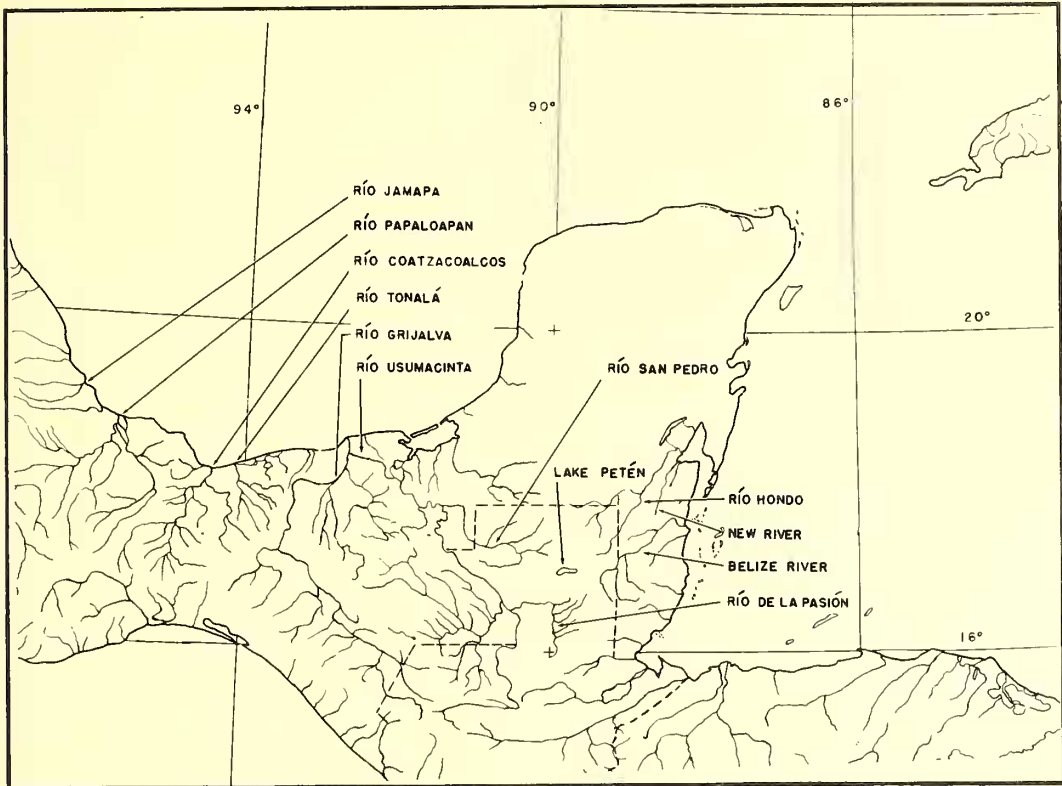 94°
90°
86°
RÍO JAMAPA
RÍO PAPALOAPAN
RÍO COATZACOALCOS
RÍO TONALÁ
RÍO GRIJALVA
RÍO USUMACINTA
20°
RÍO SAN PEDRO
LAKE PETÉN
RÍO HONDO
NEW RIVER
BELIZE RIVER
RÍO DE LA PASIÓN
16°